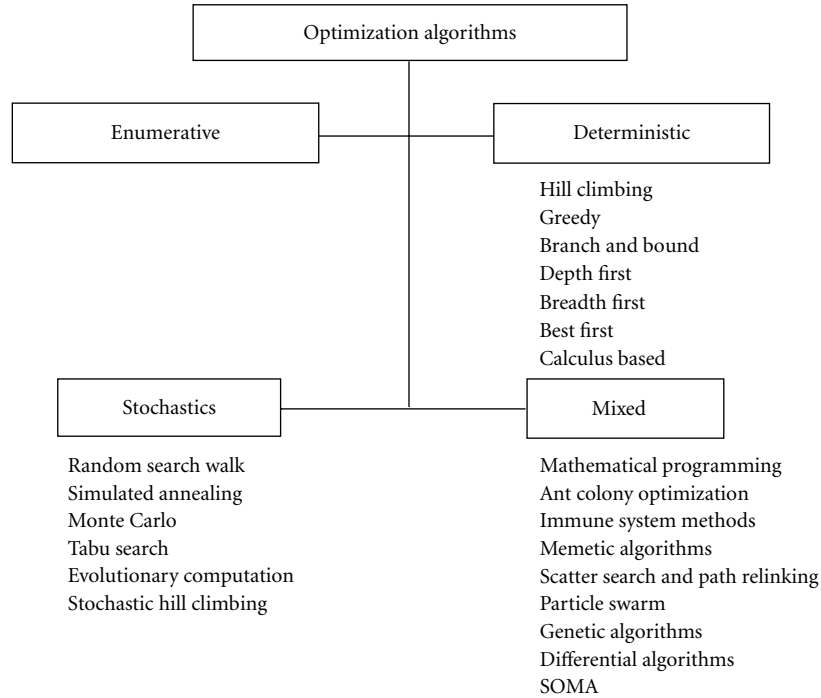 Optimization algorithms
Enumerative
Deterministic
Hill climbing
Greedy
Branch and bound
Depth first
Breadth first
Best first
Calculus based
Stochastics
Random search walk
Simulated annealing
Monte Carlo
Tabu search
Evolutionary computation
Stochastic hill climbing
Mixed
Mathematical programming
Ant colony optimization
Immune system methods
Memetic algorithms
Scatter search and path relinking
Particle swarm
Genetic algorithms
Differential algorithms
SOMA